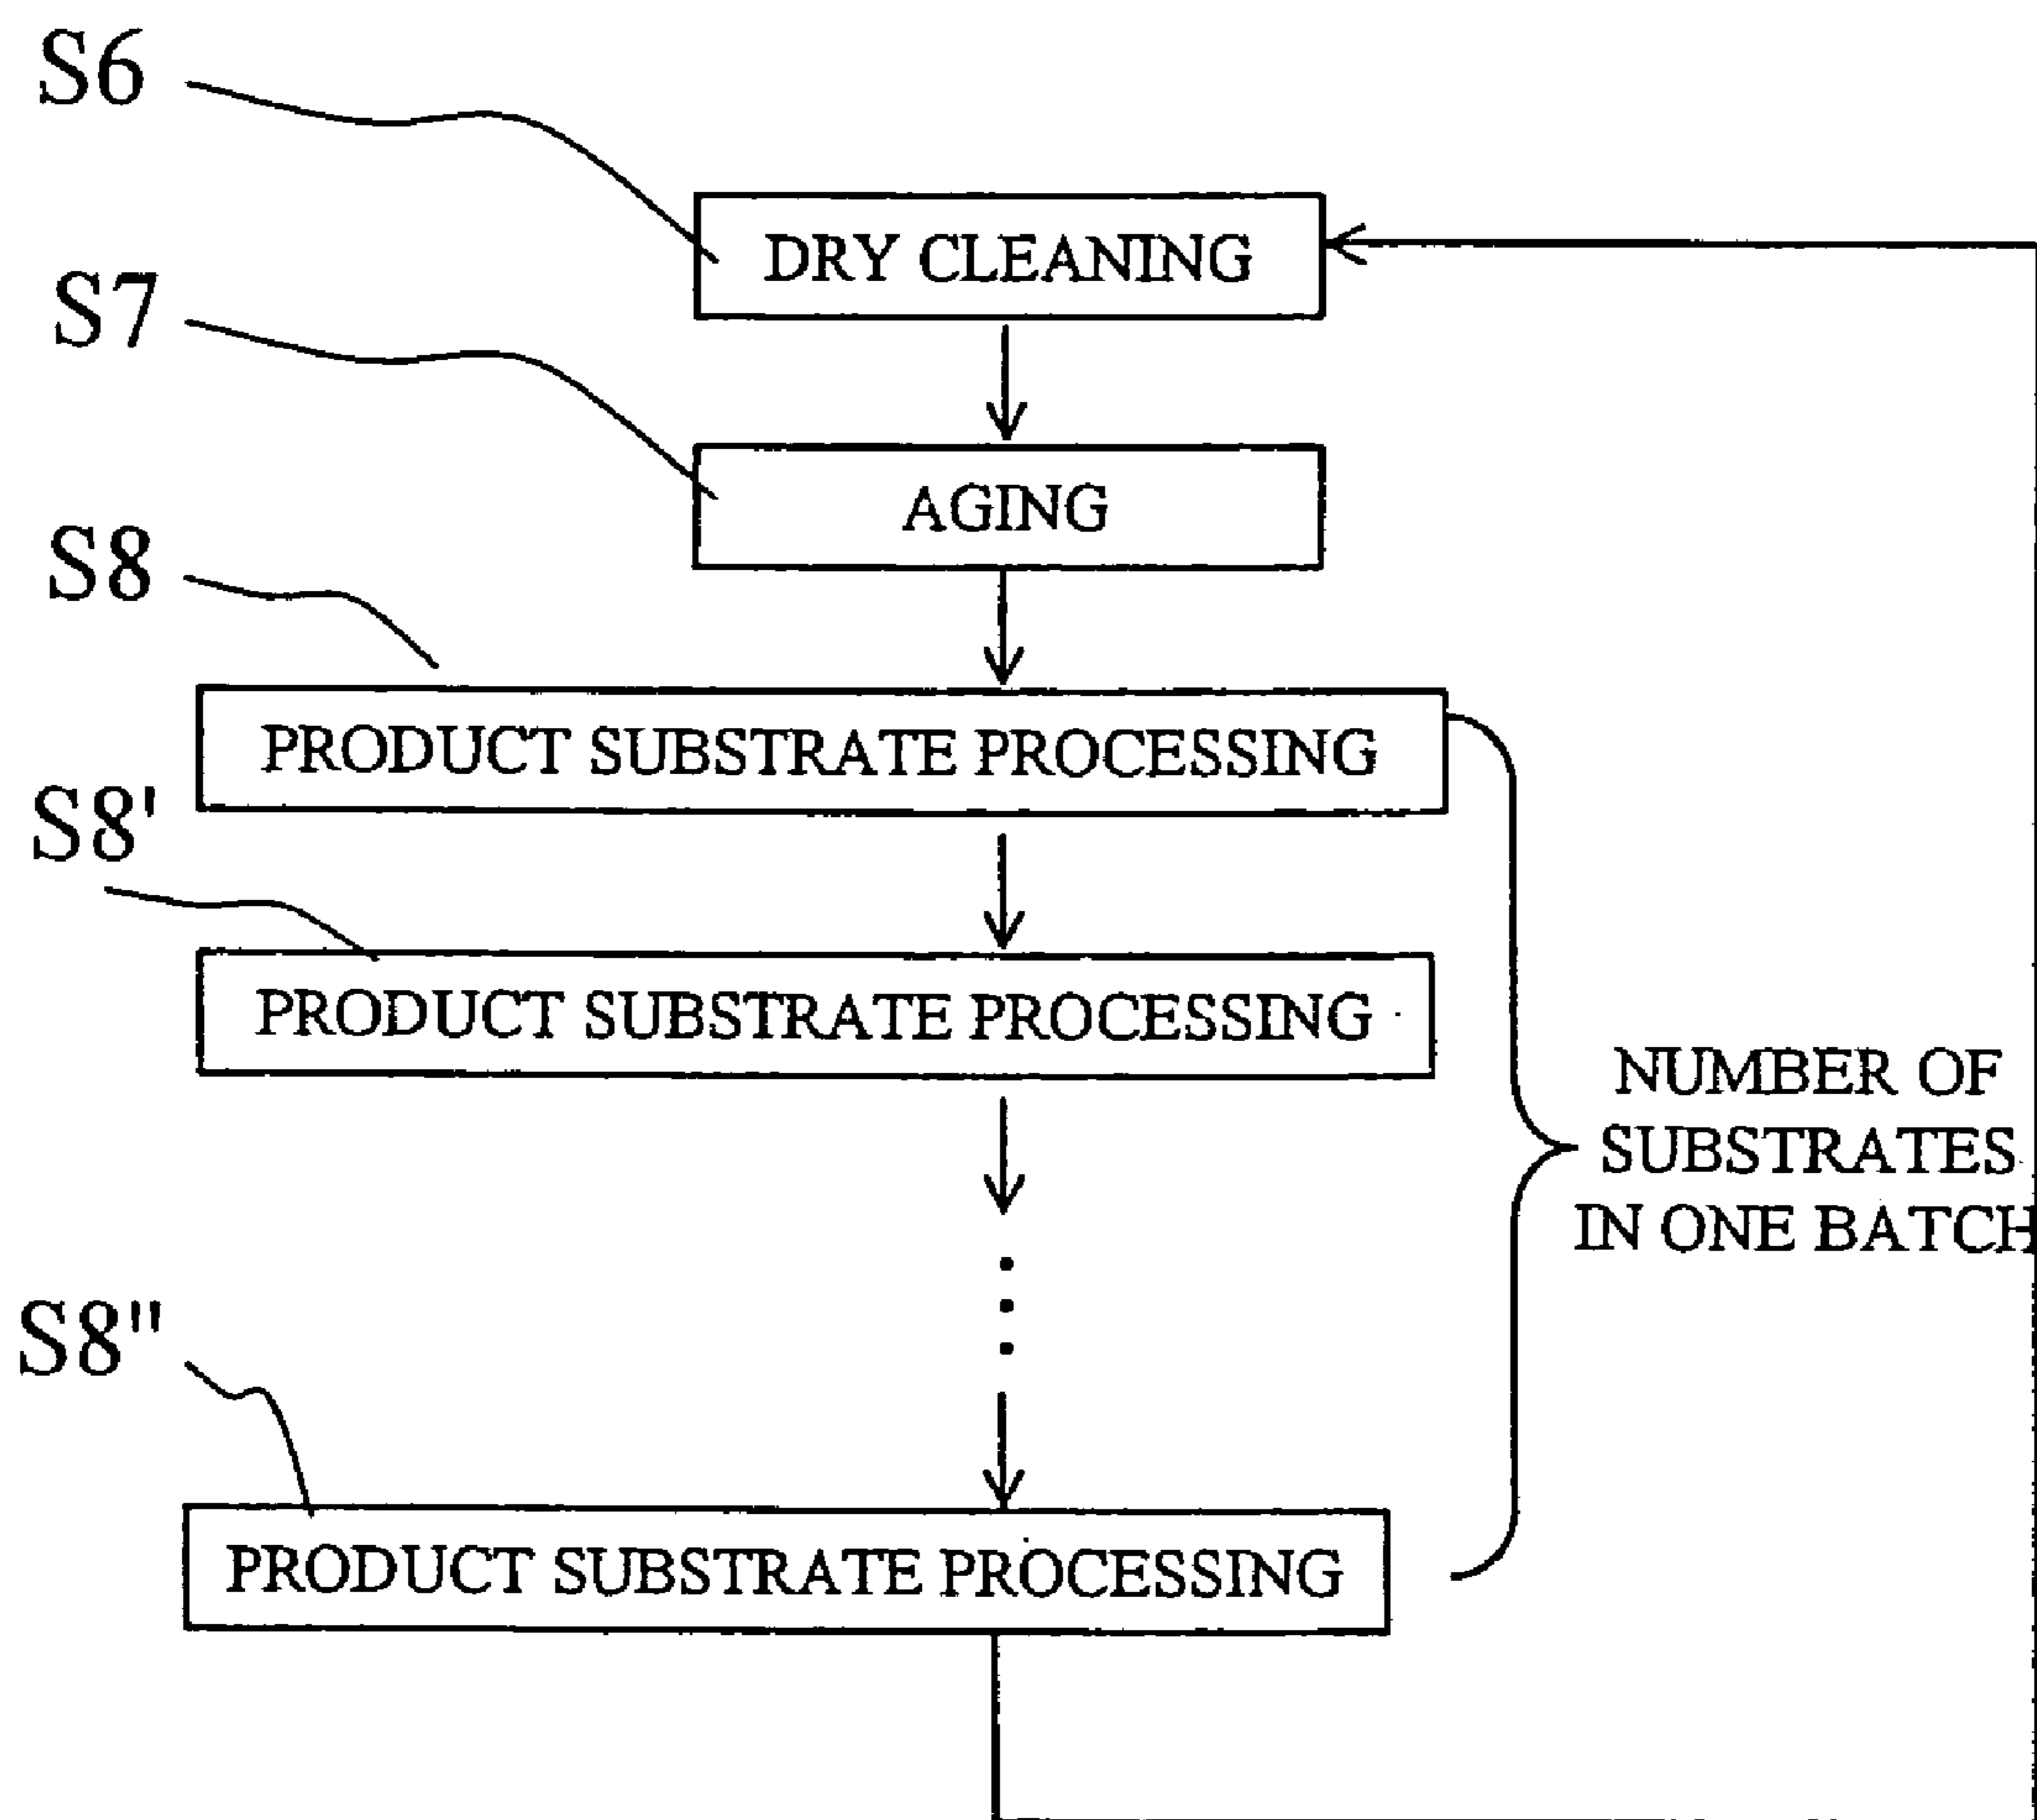 S6
DRY CLEANING
S7
AGING
S8
PRODUCT SUBSTRATE PROCESSING
S8'
PRODUCT SUBSTRATE PROCESSING
NUMBER OF
SUBSTRATES
IN ONE BATCH
S8"
PRODUCT SUBSTRATE PROCESSING